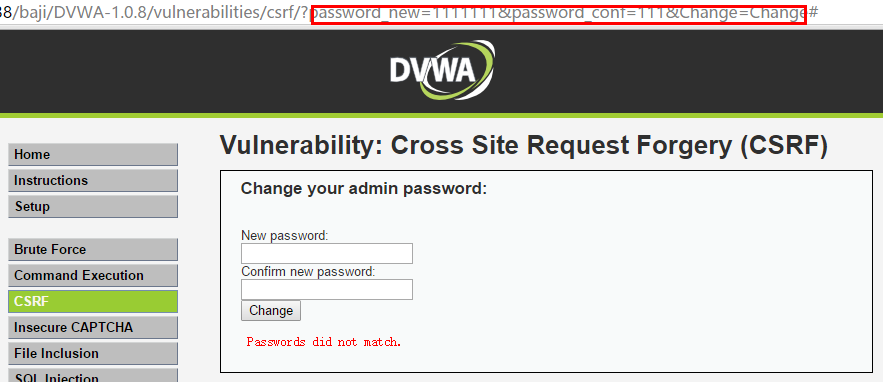 38/baji/DVWA-1.0.8/vulnerabilities/csrf/?password_new=1111111&password_conf=111&Change=Change#
DVWA
Vulnerability: Cross Site Request Forgery (CSRF)
Home
Instructions
Setup
Brute Force
Command Execution
CSRF
Insecure CAPTCHA
File Inclusion
SQL Injection
Change your admin password:
New password:
Confirm new password:
Change
Passwords did not match.